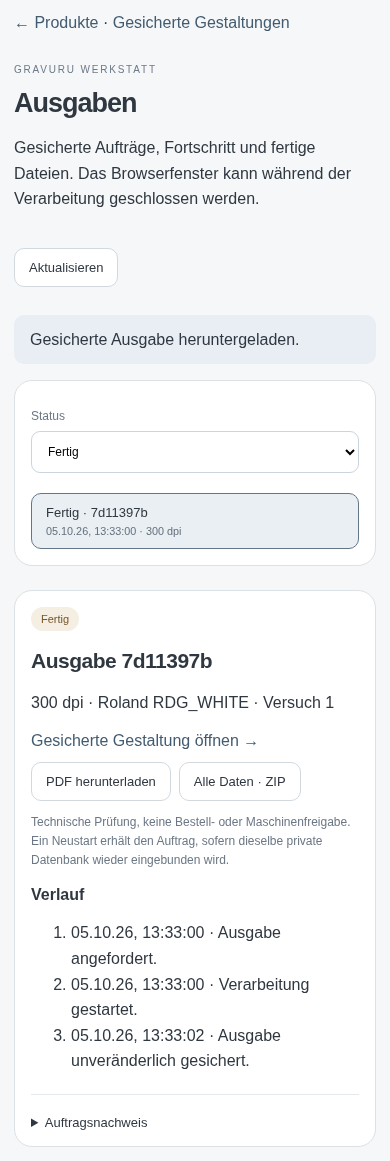 ← Produkte · Gesicherte Gestaltungen
GRAVURU WERKSTATT
Ausgaben
Gesicherte Aufträge, Fortschritt und fertige
Dateien. Das Browserfenster kann während der
Verarbeitung geschlossen werden.
Aktualisieren
Gesicherte Ausgabe heruntergeladen.
Status
Fertig
Fertig · 7d11397b
05.10.26, 13:33:00 · 300 dpi
Fertig
Ausgabe 7d11397b
300 dpi · Roland RDG_WHITE · Versuch 1
Gesicherte Gestaltung öffnen →
PDF herunterladen
Alle Daten · ZIP
Technische Prüfung, keine Bestell- oder Maschinenfreigabe.
Ein Neustart erhält den Auftrag, sofern dieselbe private
Datenbank wieder eingebunden wird.
Verlauf
1. 05.10.26, 13:33:00 · Ausgabe
angefordert.
2. 05.10.26, 13:33:00 · Verarbeitung
gestartet.
3. 05.10.26, 13:33:02 · Ausgabe
unveränderlich gesichert.
▶ Auftragsnachweis